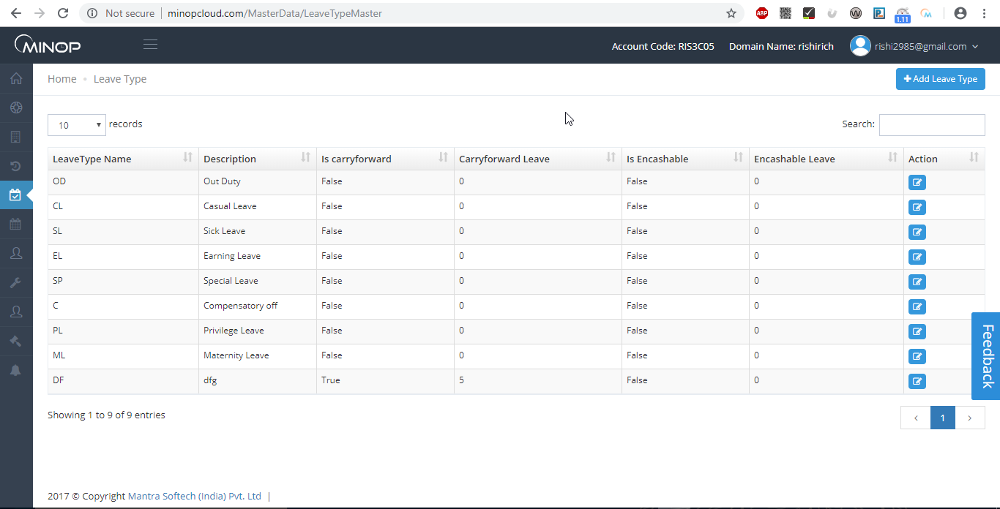 Not secure | minopcloud.com/MasterData/LeaveTypeMaster
ABP
1.11
MINOP
Account Code: RIS3C05 Domain Name: rishirich rishi2985@gmail.com
Home • Leave Type
Add Leave Type
10 records
Search:
LeaveType Name Description Is carryforward Carryforward Leave Is Encashable Encashable Leave Action
OD Out Duty False 0 False 0
CL Casual Leave False 0 False 0
SL Sick Leave False 0 False 0
EL Earning Leave False 0 False 0
SP Special Leave False 0 False 0
C Compensatory off False 0 False 0
PL Privilege Leave False 0 False 0
ML Maternity Leave False 0 False 0
DF dfg True 5 False 0
Feedback
Showing 1 to 9 of 9 entries
‹ 1 ›
2017 © Copyright Mantra Softech (India) Pvt. Ltd |